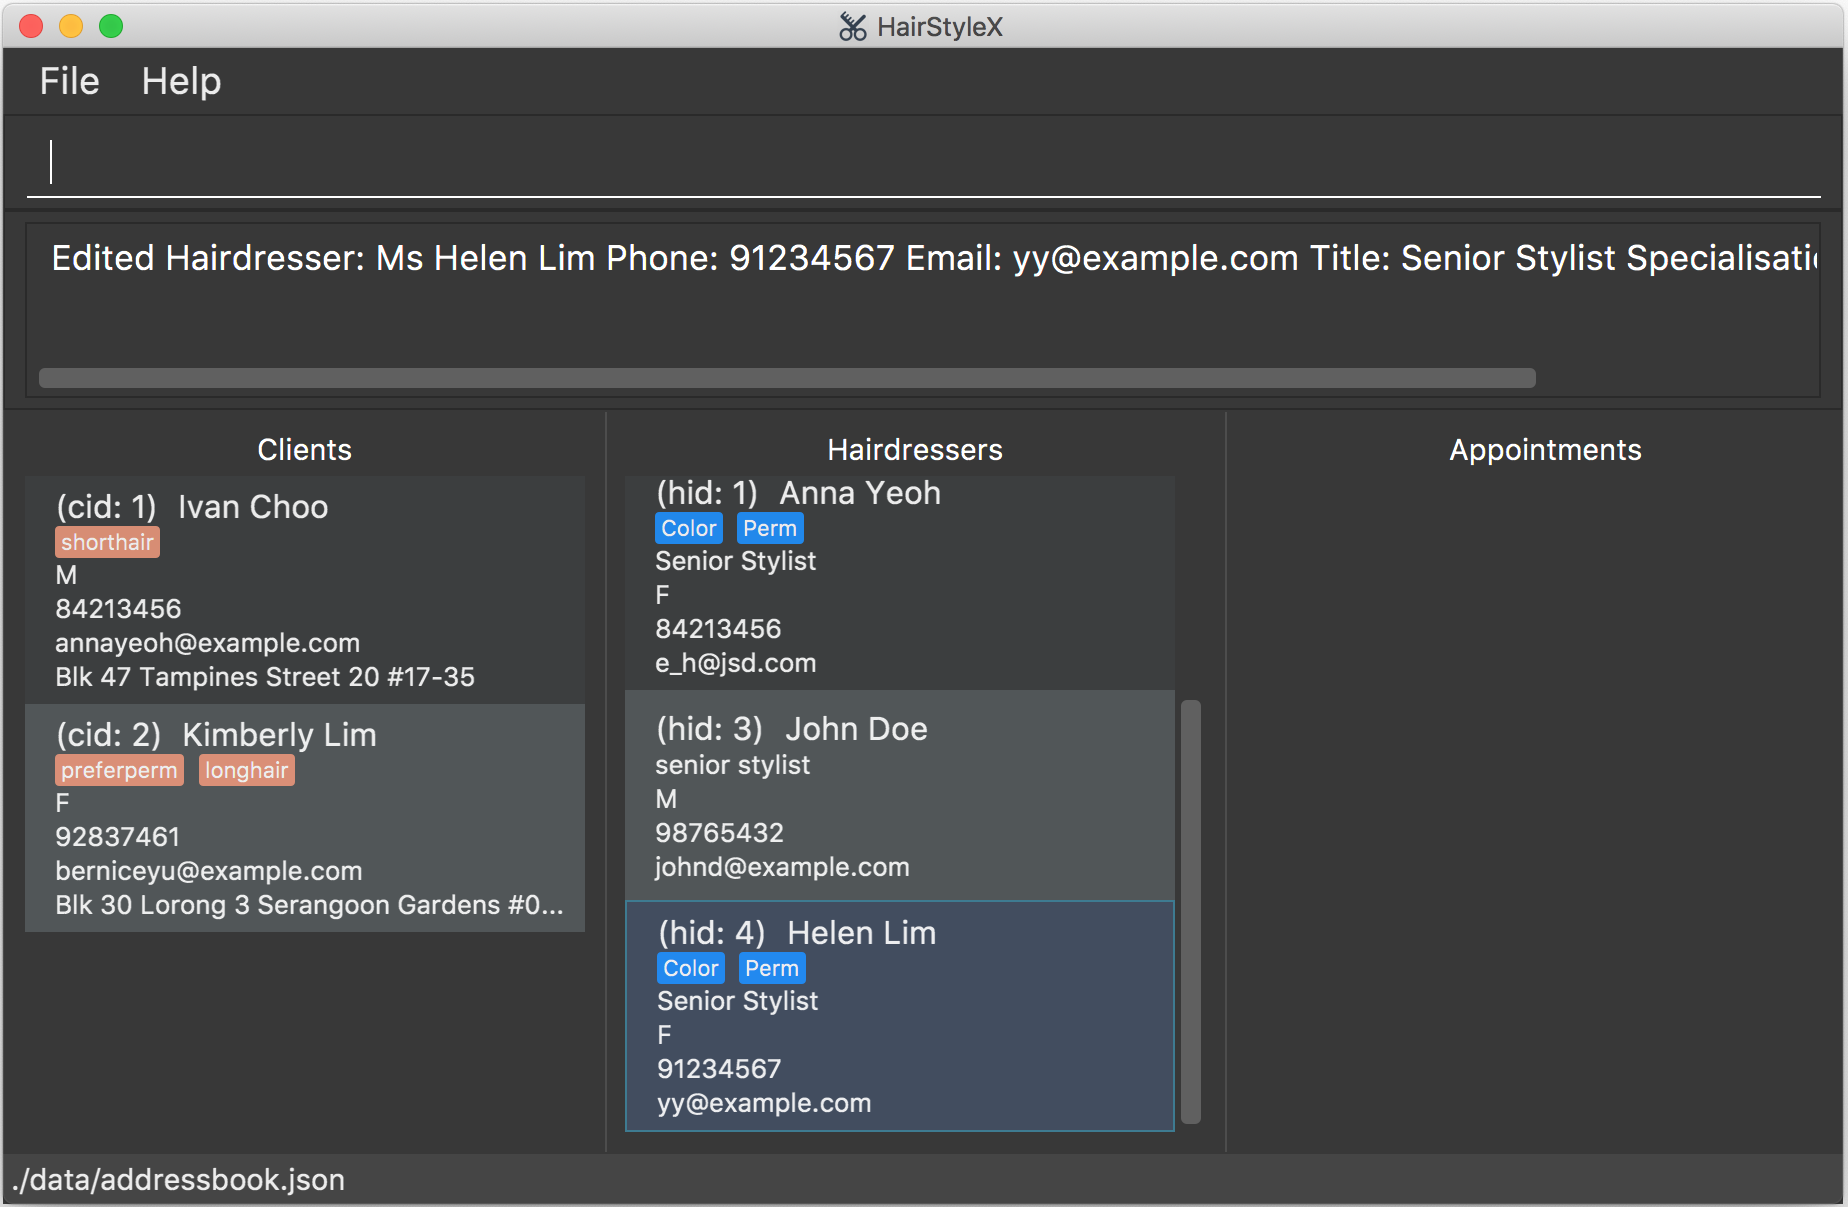 HairStyleX
File Help
Edited Hairdresser: Ms Helen Lim Phone: 91234567 Email: yy@example.com Title: Senior Stylist
Clients
(cid: 1) Ivan Choo
shorthair
M
84213456
annayeoh@example.com
Blk 47 Tampines Street 20 #17-35
(cid: 2) Kimberly Lim
preferperm longhair
F
92837461
berniceyu@example.com
Blk 30 Lorong 3 Serangoon Gardens #0...
Hairdressers
(hid: 1) Anna Yeoh
Color Perm
Senior Stylist
F
84213456
e_h@jsd.com
(hid: 3) John Doe
senior stylist
M
98765432
johnd@example.com
(hid: 4) Helen Lim
Color Perm
Senior Stylist
F
91234567
yy@example.com
Appointments
./data/addressbook.json